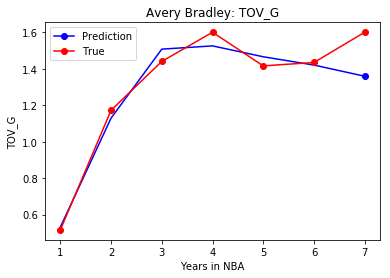 Avery Bradley: TOV_G
Prediction
True
1.6
1.4
1.2
1.0
0.8
0.6
TOV_G
1 2 3 4 5 6 7
Years in NBA